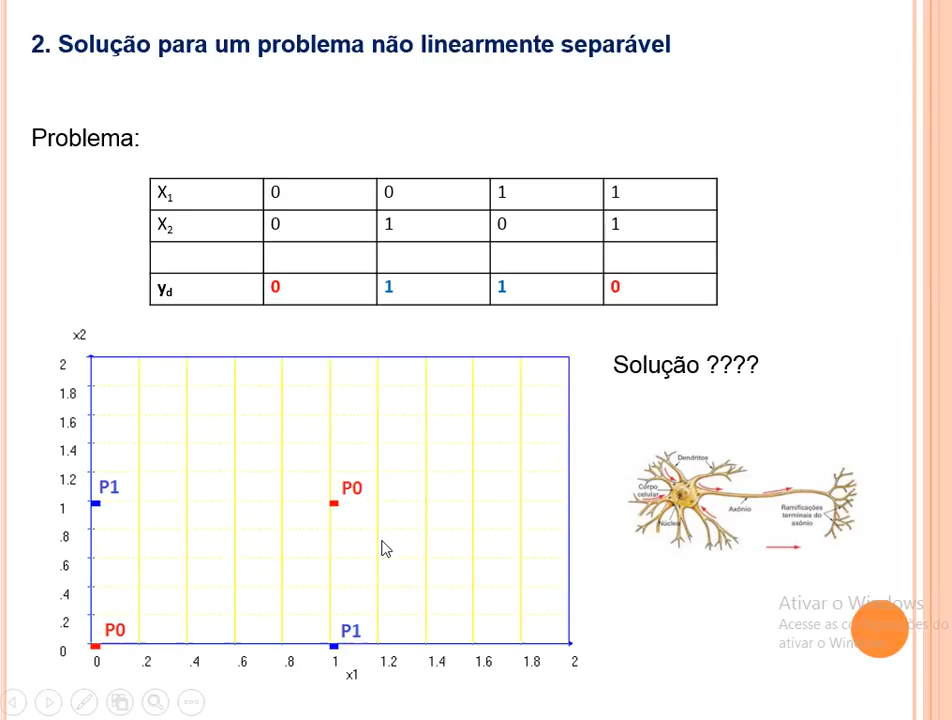 2. Solução para um problema não linearmente separável
Problema:
X1 0 0 1 1
X2 0 1 0 1
yd 0 1 1 0
x2
Solução ????
2
1.8
1.6
1.4
1.2
1
.8
.6
.4
.2
0
P1
P0
P0
P1
0 .2 .4 .6 .8 1 1.2 1.4 1.6 1.8 2
x1
Dendritos
Corpo
celular
Núcleo
Axônio
Ramificações
terminais do
axônio
Ativar o Windows
Acesse as do
ativar o